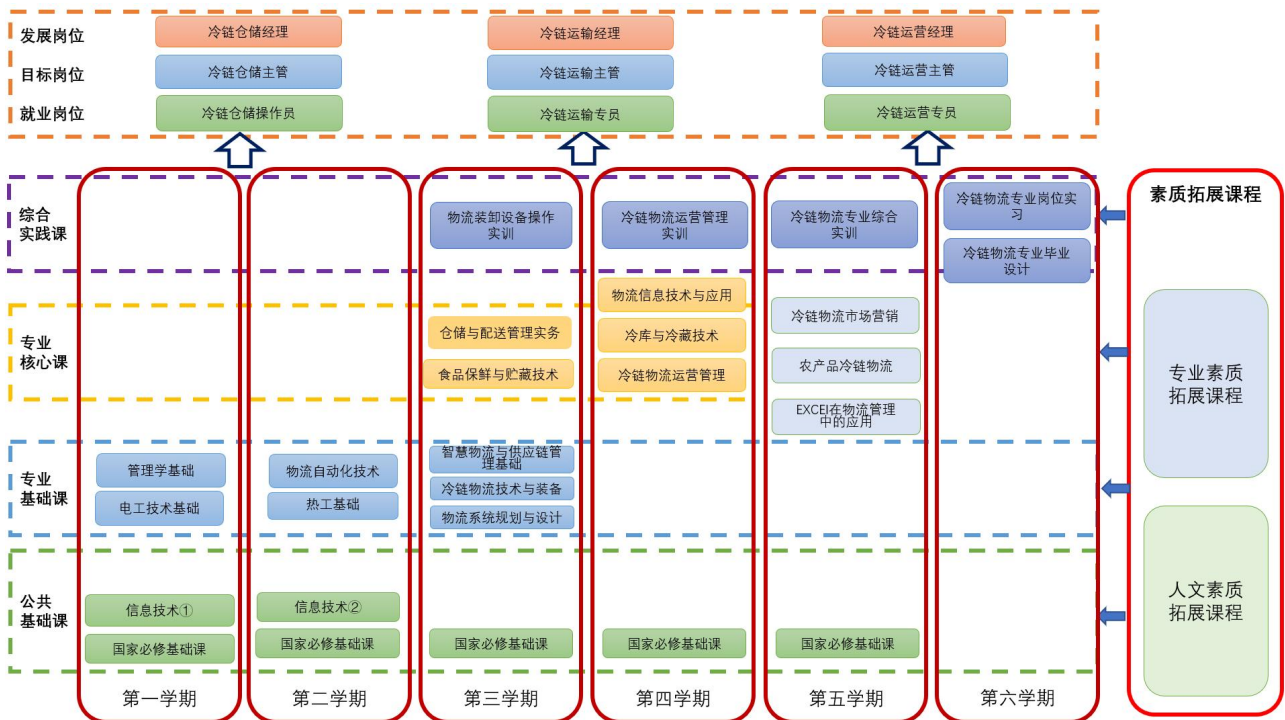 发展岗位
冷链仓储经理
冷链运输经理
冷链运营经理
目标岗位
冷链仓储主管
冷链运输主管
冷链运营主管
就业岗位
冷链仓储操作员
冷链运输专员
冷链运营专员
综合
实践课
物流装卸设备操作
实训
冷链物流运营管理
实训
冷链物流专业综合
实训
冷链物流专业岗位实
习
冷链物流专业毕业
设计
专业
核心课
仓储与配送管理实务
食品保鲜与贮藏技术
物流信息技术与应用
冷库与冷藏技术
冷链物流运营管理
冷链物流市场营销
农产品冷链物流
EXCEl在物流管理
中的应用
专业
基础课
管理学基础
电工技术基础
物流自动化技术
热工基础
智慧物流与供应链管
理基础
冷链物流技术与装备
物流系统规划与设计
公共
基础课
信息技术①
国家必修基础课
信息技术②
国家必修基础课
国家必修基础课
国家必修基础课
国家必修基础课
第一学期
第二学期
第三学期
第四学期
第五学期
第六学期
素质拓展课程
专业素质
拓展课程
人文素质
拓展课程